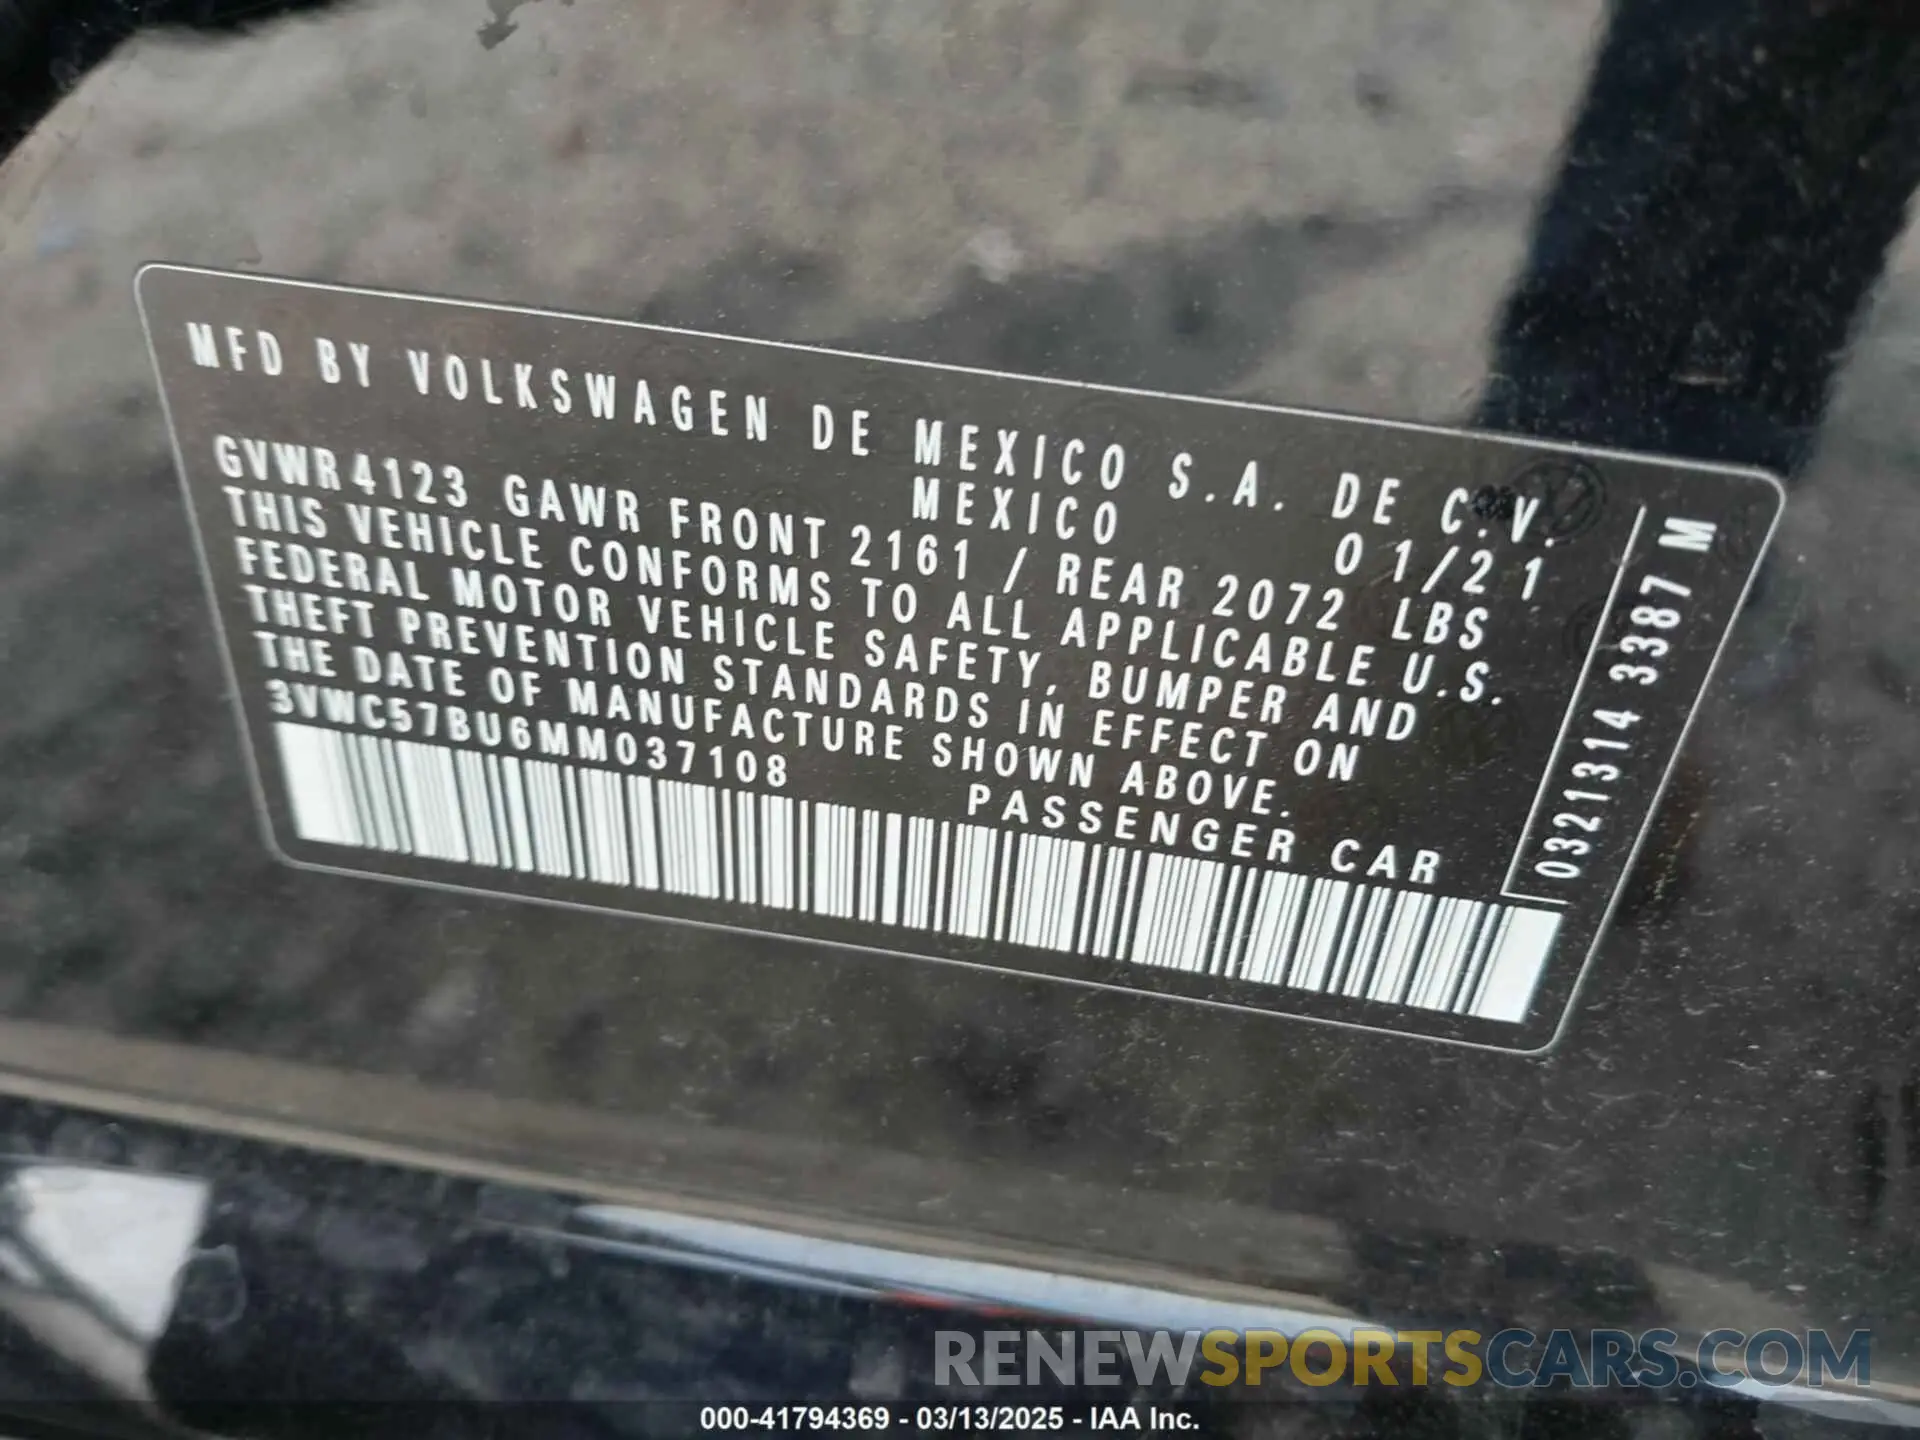 MFD BY VOLKSWAGEN DE MEXICO S.A. DE C.V.
MEXICO 01/21
GVWR 4123 GAWR FRONT 2161 / REAR 2072 LBS
THIS VEHICLE CONFORMS TO ALL APPLICABLE U.S.
FEDERAL MOTOR VEHICLE SAFETY, BUMPER AND
THEFT PREVENTION STANDARDS IN EFFECT ON
THE DATE OF MANUFACTURE SHOWN ABOVE.
3VWC57BU6MM037108 PASSENGER CAR
0321314 3387 M
RENEWSPORTSCARS.COM
000-41794369 - 03/13/2025 - IAA Inc.